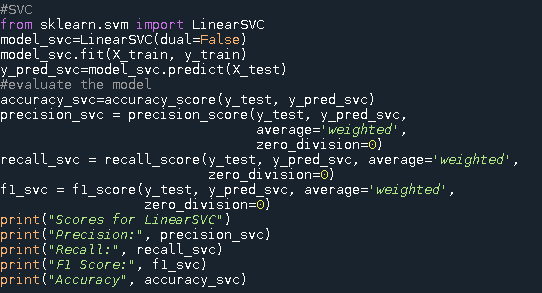 #SVC
from sklearn.svm import LinearSVC
model_svc=LinearSVC(dual=False)
model_svc.fit(X_train, y_train)
y_pred_svc=model_svc.predict(X_test)
#evaluate the model
accuracy_svc=accuracy_score(y_test, y_pred_svc)
precision_svc = precision_score(y_test, y_pred_svc,
average='weighted',
zero_division=0)
recall_svc = recall_score(y_test, y_pred_svc, average='weighted',
zero_division=0)
f1_svc = f1_score(y_test, y_pred_svc, average='weighted',
zero_division=0)
print("Scores for LinearSVC")
print("Precision:", precision_svc)
print("Recall:", recall_svc)
print("F1 Score:", f1_svc)
print("Accuracy", accuracy_svc)